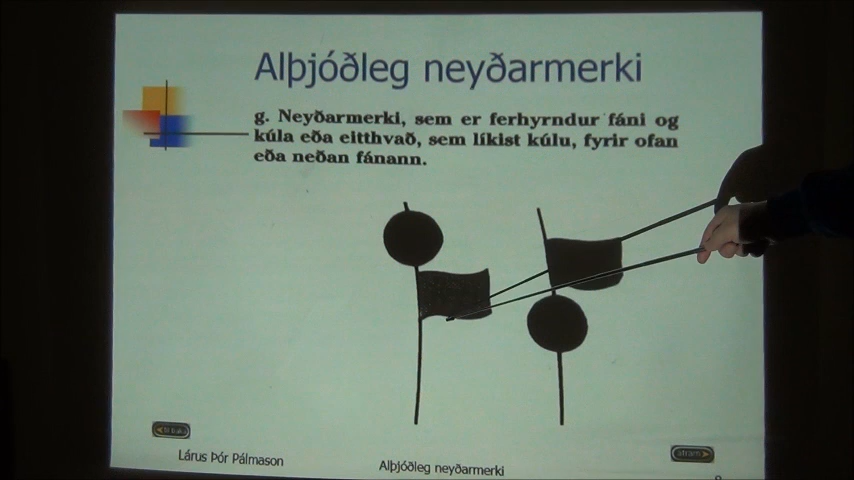 Alþjóðleg neyðarmerki
g. Neyðarmerki, sem er ferhyrndur fáni og
kúla eða eitthvað, sem líkist kúlu, fyrir ofan
eða neðan fánann.
til baka
áfram
Lárus Þór Pálmason
Alþjóðleg neyðarmerki